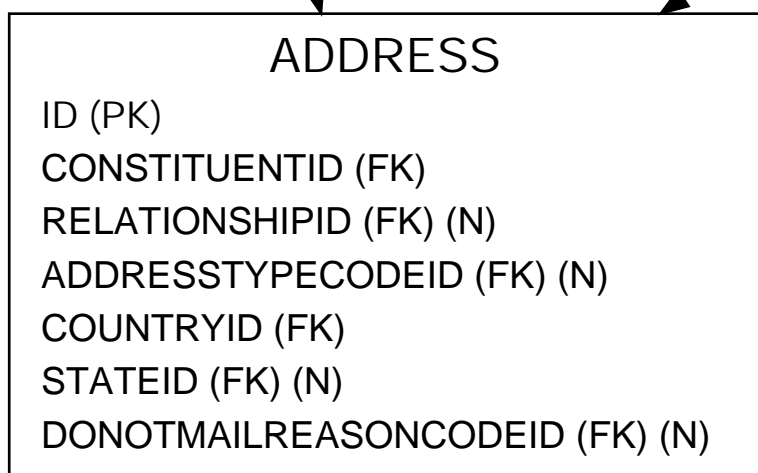 ADDRESS
ID (PK)
CONSTITUENTID (FK)
RELATIONSHIPID (FK) (N)
ADDRESSTYPECODEID (FK) (N)
COUNTRYID (FK)
STATEID (FK) (N)
DONOTMAILREASONCODEID (FK) (N)